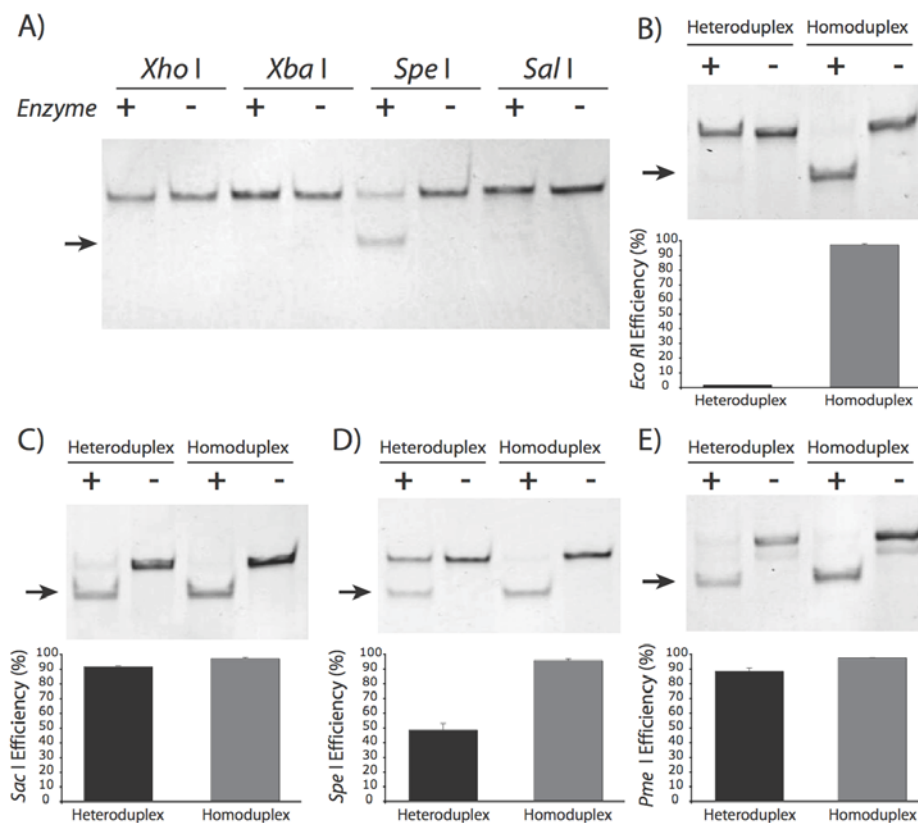 A)
Xho I Xba I Spe I Sal I
Enzyme + - + - + - + -
B)
Heteroduplex Homoduplex
+ - + -
Eco RI Efficiency (%)
100
90
80
70
60
50
40
30
20
10
0
Heteroduplex Homoduplex
C)
Heteroduplex Homoduplex
+ - + -
Sac I Efficiency (%)
100
90
80
70
60
50
40
30
20
10
0
Heteroduplex Homoduplex
D)
Heteroduplex Homoduplex
+ - + -
Spe I Efficiency (%)
100
90
80
70
60
50
40
30
20
10
0
Heteroduplex Homoduplex
E)
Heteroduplex Homoduplex
+ - + -
Pme I Efficiency (%)
100
90
80
70
60
50
40
30
20
10
0
Heteroduplex Homoduplex